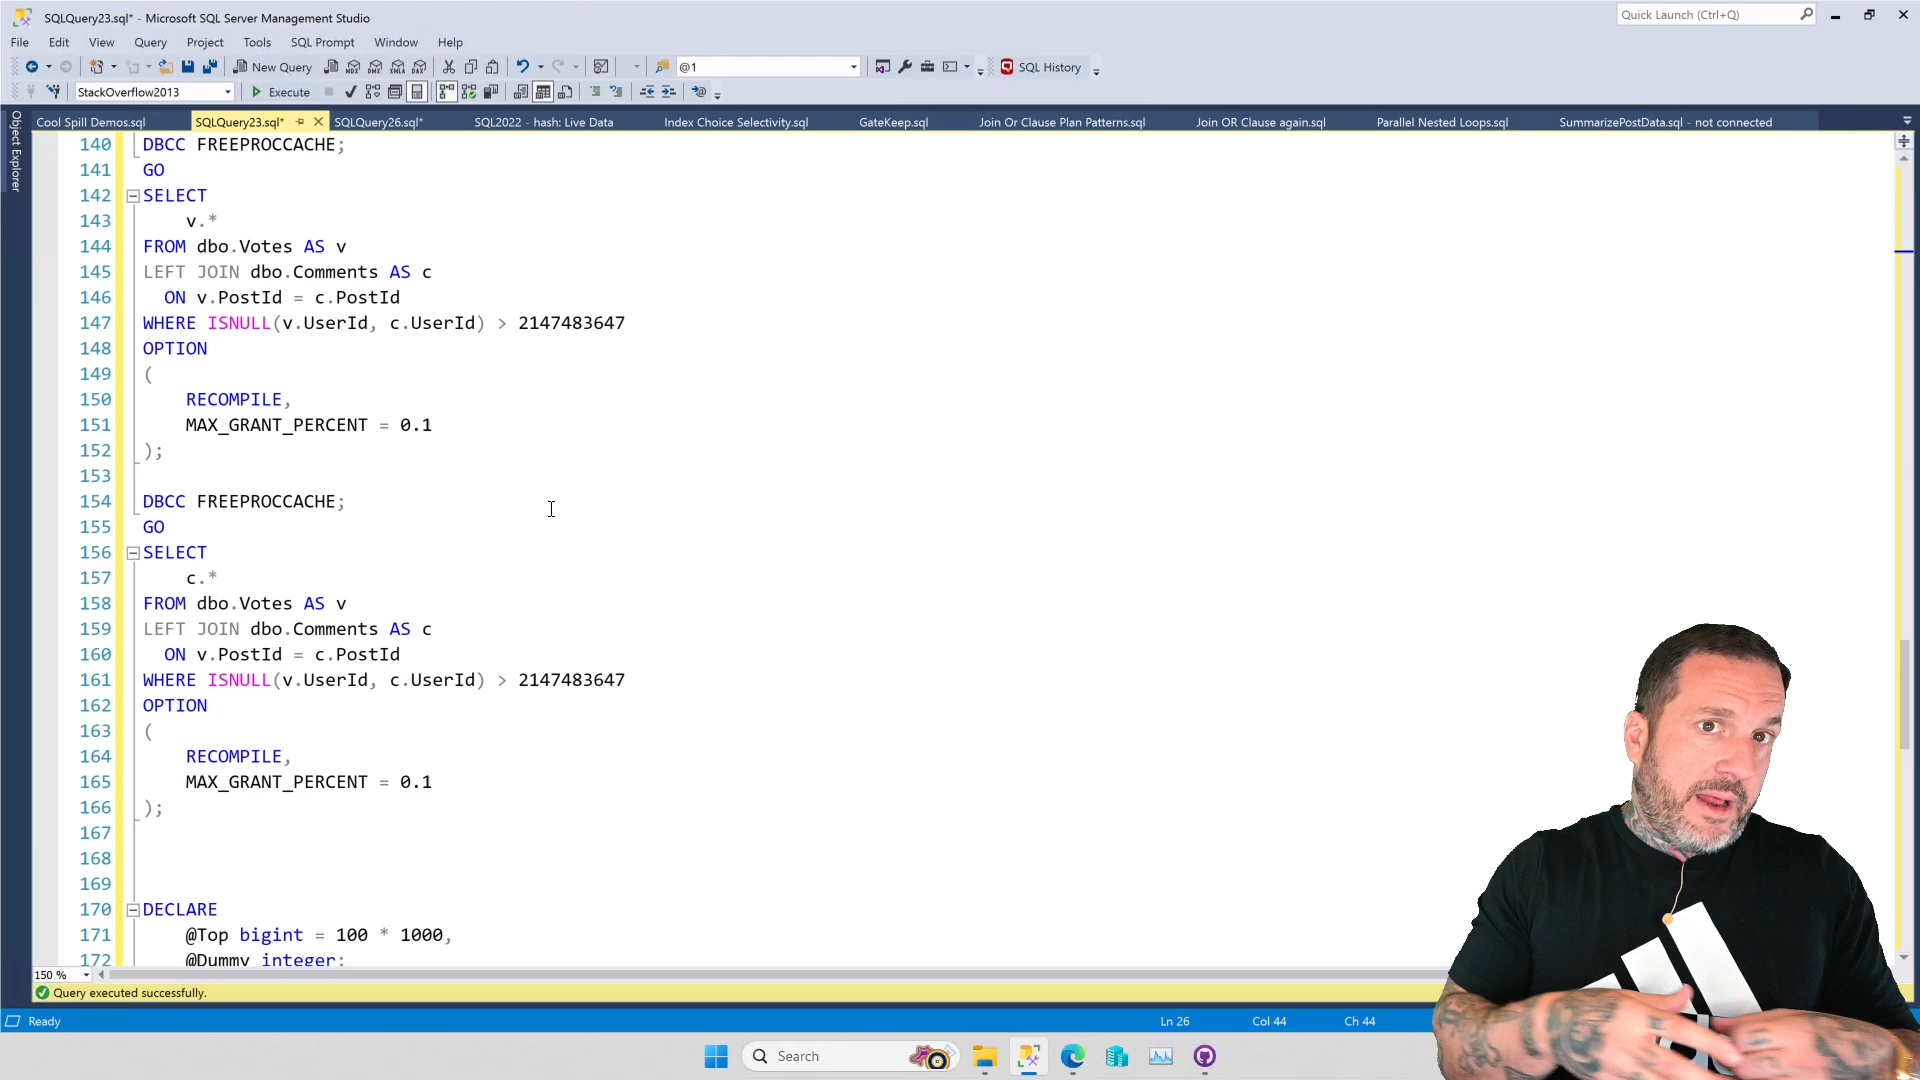 SQLQuery23.sql* - Microsoft SQL Server Management Studio
Quick Launch (Ctrl+Q)
File Edit View Query Project Tools SQL Prompt Window Help
New Query @1 SQL History
StackOverflow2013 Execute
Cool Spill Demos.sql SQLQuery23.sql* SQLQuery26.sql* SQL2022 - hash: Live Data Index Choice Selectivity.sql GateKeep.sql Join Or Clause Plan Patterns.sql Join OR Clause again.sql Parallel Nested Loops.sql SummarizePostData.sql - not connected
Object Explorer
140 DBCC FREEPROCCACHE;
141 GO
142 SELECT
143 v.*
144 FROM dbo.Votes AS v
145 LEFT JOIN dbo.Comments AS c
146 ON v.PostId = c.PostId
147 WHERE ISNULL(v.UserId, c.UserId) > 2147483647
148 OPTION
149 (
150 RECOMPILE,
151 MAX_GRANT_PERCENT = 0.1
152 );
153
154 DBCC FREEPROCCACHE;
155 GO
156 SELECT
157 c.*
158 FROM dbo.Votes AS v
159 LEFT JOIN dbo.Comments AS c
160 ON v.PostId = c.PostId
161 WHERE ISNULL(v.UserId, c.UserId) > 2147483647
162 OPTION
163 (
164 RECOMPILE,
165 MAX_GRANT_PERCENT = 0.1
166 );
167
168
169
170 DECLARE
171 @Top bigint = 100 * 1000,
172 @Dummy integer;
150 %
Query executed successfully.
Ready Ln 26 Col 44 Ch 44
Search